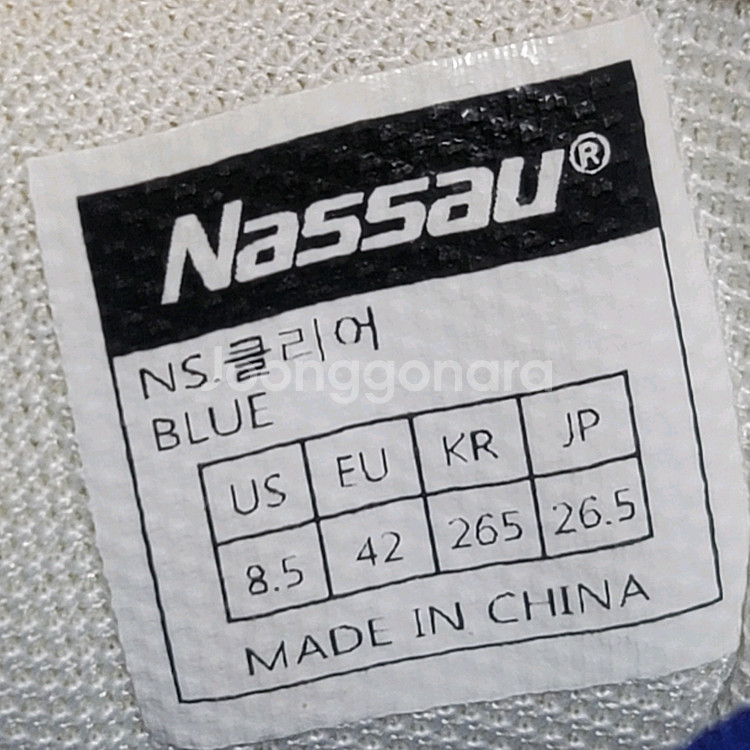 Nassau®
NS.클리어
Joonggonara
BLUE
US EU KR JP
8.5 42 265 26.5
MADE IN CHINA